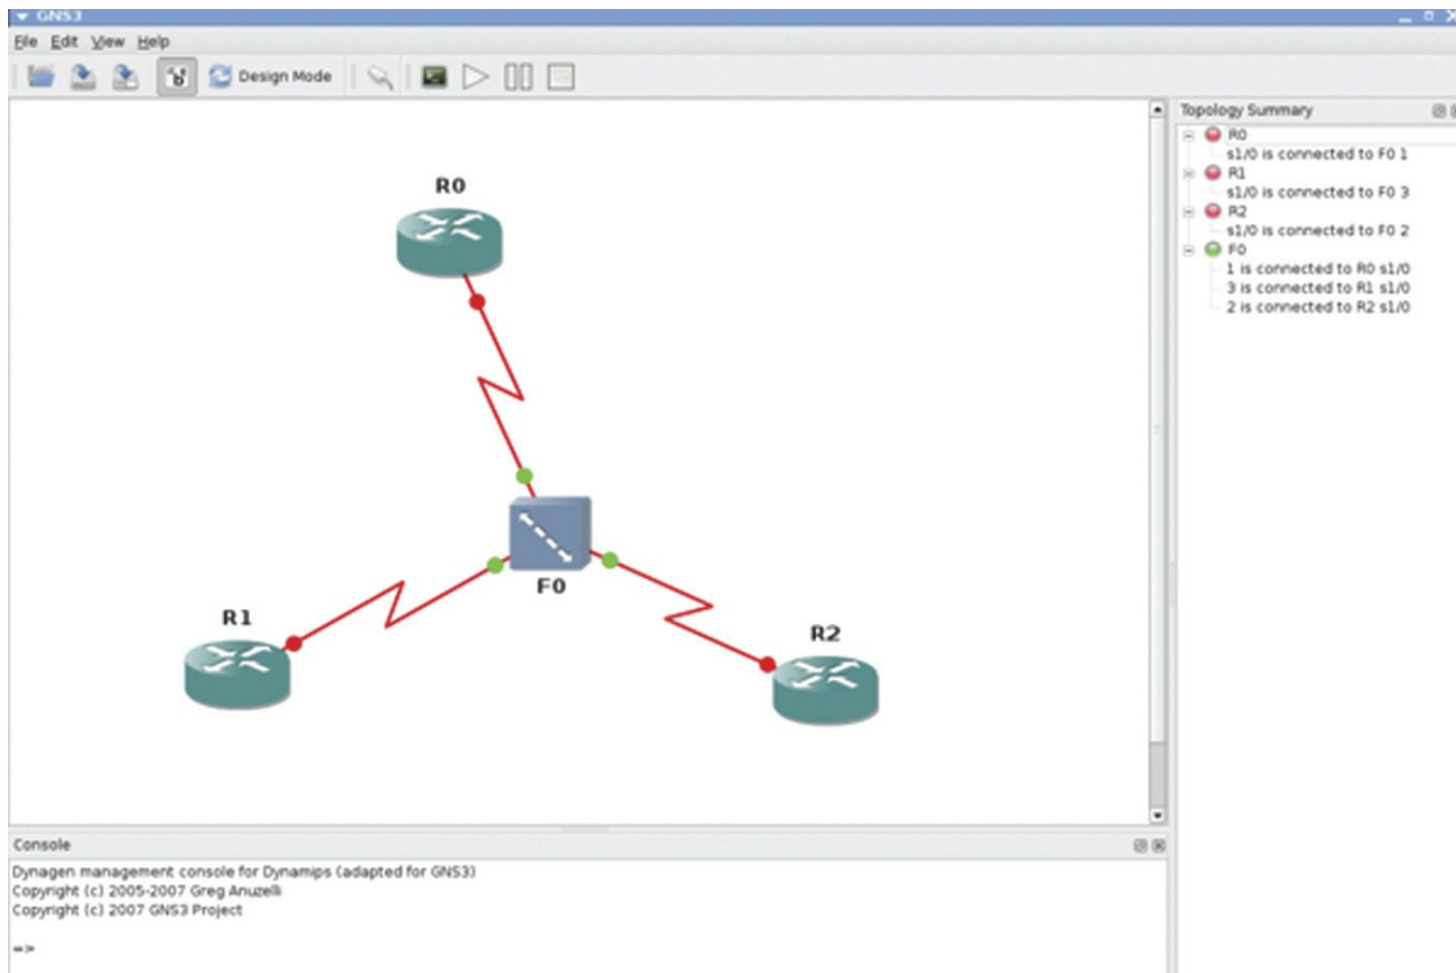 GNS3
File Edit View Help
Design Mode
Topology Summary
R0
s1/0 is connected to F0 1
R1
s1/0 is connected to F0 3
R2
s1/0 is connected to F0 2
F0
1 is connected to R0 s1/0
3 is connected to R1 s1/0
2 is connected to R2 s1/0
R0
F0
R1
R2
Console
Dynagen management console for Dynamips (adapted for GNS3)
Copyright (c) 2005-2007 Greg Anuzelli
Copyright (c) 2007 GNS3 Project
=>